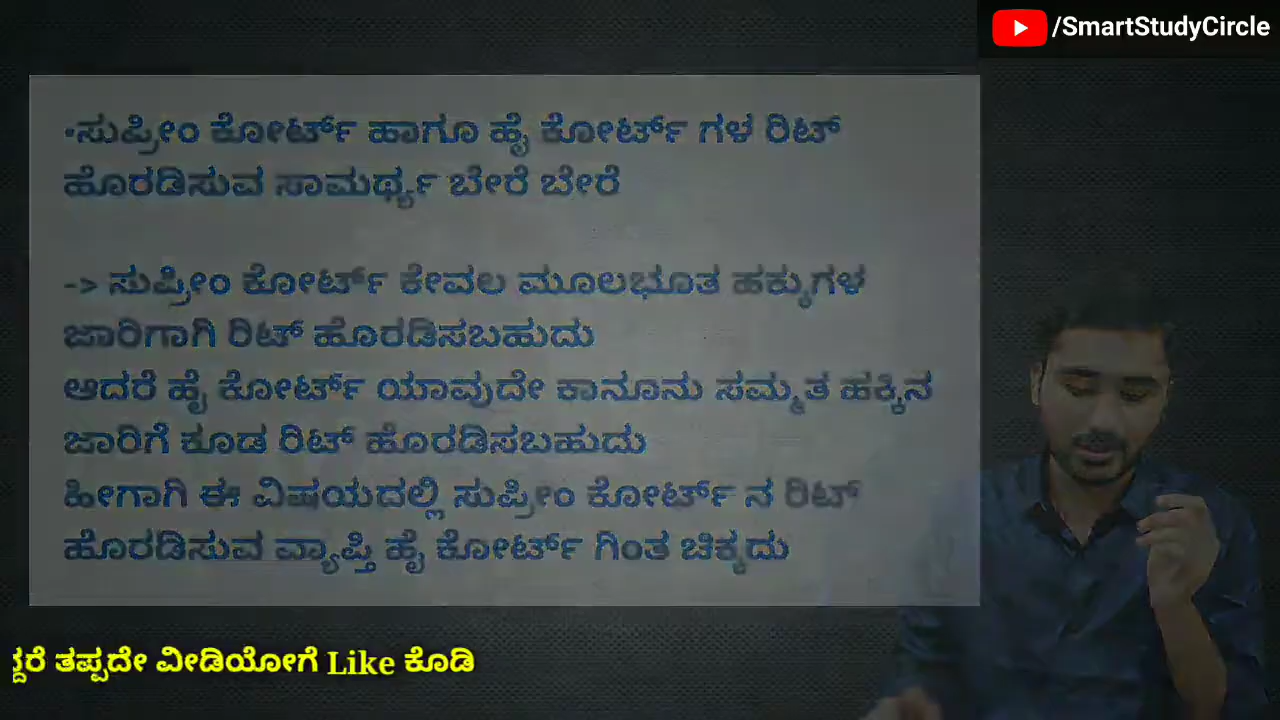 /SmartStudyCircle
•ಸುಪ್ರೀಂ ಕೋರ್ಟ್ ಹಾಗೂ ಹೈ ಕೋರ್ಟ್ ಗಳ ರಿಟ್
ಹೊರಡಿಸುವ ಸಾಮರ್ಥ್ಯ ಬೇರೆ ಬೇರೆ
-> ಸುಪ್ರೀಂ ಕೋರ್ಟ್ ಕೇವಲ ಮೂಲಭೂತ ಹಕ್ಕುಗಳ
ಜಾರಿಗಾಗಿ ರಿಟ್ ಹೊರಡಿಸಬಹುದು
ಆದರೆ ಹೈ ಕೋರ್ಟ್ ಯಾವುದೇ ಕಾನೂನು ಸಮ್ಮತ ಹಕ್ಕಿನ
ಜಾರಿಗೆ ಕೂಡ ರಿಟ್ ಹೊರಡಿಸಬಹುದು
ಹೀಗಾಗಿ ಈ ವಿಷಯದಲ್ಲಿ ಸುಪ್ರೀಂ ಕೋರ್ಟ್ ನ ರಿಟ್
ಹೊರಡಿಸುವ ವ್ಯಾಪ್ತಿ ಹೈ ಕೋರ್ಟ್ ಗಿಂತ ಚಿಕ್ಕದು
ತಪ್ಪದೇ ವೀಡಿಯೋಗೆ Like ಕೊಡಿ